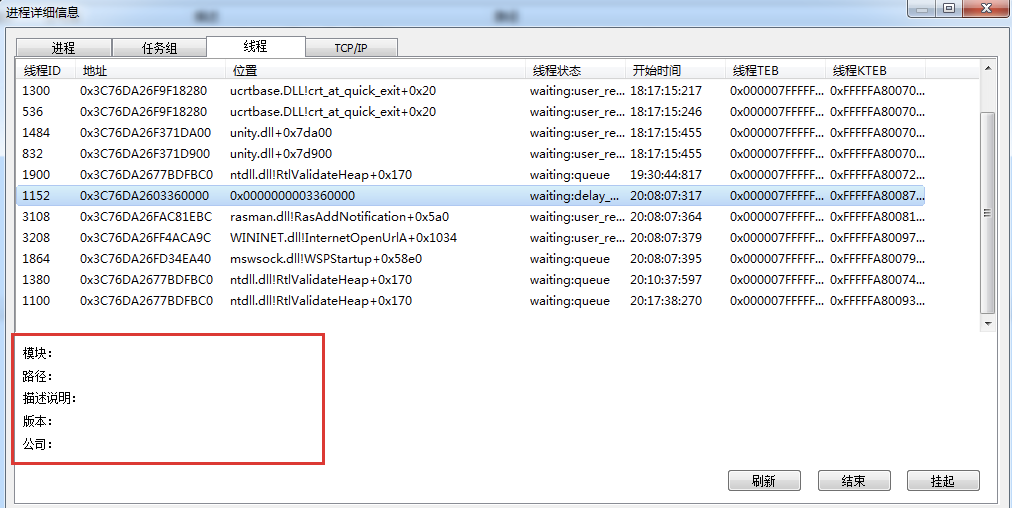 进程详细信息
进程 任务组 线程 TCP/IP
线程ID 地址 位置 线程状态 开始时间 线程TEB 线程KTEB
1300 0x3C76DA26F9F18280 ucrtbase.DLL!crt_at_quick_exit+0x20 waiting:user_re... 18:17:15:217 0x000007FFFFF... 0xFFFFFA80070...
536 0x3C76DA26F9F18280 ucrtbase.DLL!crt_at_quick_exit+0x20 waiting:user_re... 18:17:15:246 0x000007FFFFF... 0xFFFFFA80070...
1484 0x3C76DA26F371DA00 unity.dll+0x7da00 waiting:user_re... 18:17:15:455 0x000007FFFFF... 0xFFFFFA80070...
832 0x3C76DA26F371D900 unity.dll+0x7d900 waiting:user_re... 18:17:15:455 0x000007FFFFF... 0xFFFFFA80070...
1900 0x3C76DA2677BDFBC0 ntdll.dll!RtlValidateHeap+0x170 waiting:queue 19:30:44:817 0x000007FFFFF... 0xFFFFFA80072...
1152 0x3C76DA2603360000 0x0000000003360000 waiting:delay_... 20:08:07:317 0x000007FFFFF... 0xFFFFFA80087...
3108 0x3C76DA26FAC81EBC rasman.dll!RasAddNotification+0x5a0 waiting:user_re... 20:08:07:364 0x000007FFFFF... 0xFFFFFA80081...
3208 0x3C76DA26FF4ACA9C WININET.dll!InternetOpenUrlA+0x1034 waiting:user_re... 20:08:07:379 0x000007FFFFF... 0xFFFFFA80097...
1864 0x3C76DA26FD34EA40 mswsock.dll!WSPStartup+0x58e0 waiting:queue 20:08:07:395 0x000007FFFFF... 0xFFFFFA80079...
1380 0x3C76DA2677BDFBC0 ntdll.dll!RtlValidateHeap+0x170 waiting:queue 20:10:37:597 0x000007FFFFF... 0xFFFFFA80074...
1100 0x3C76DA2677BDFBC0 ntdll.dll!RtlValidateHeap+0x170 waiting:queue 20:17:38:270 0x000007FFFFF... 0xFFFFFA80093...
模块：
路径：
描述说明：
版本：
公司：
刷新 结束 挂起